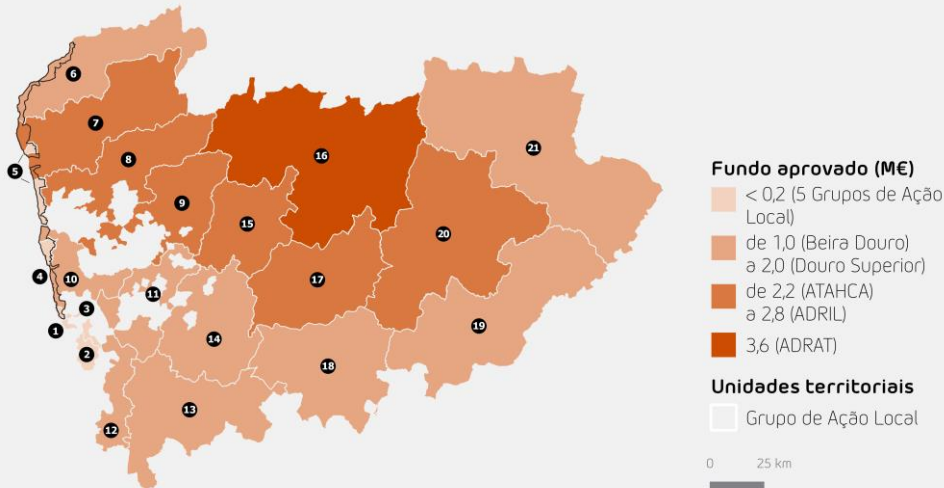 6
7
8
5
9
16
21
15
20
4
10
17
3
11
1
14
19
2
18
13
12
Fundo aprovado (M€)
< 0,2 (5 Grupos de Ação
Local)
de 1,0 (Beira Douro)
a 2,0 (Douro Superior)
de 2,2 (ATAHCA)
a 2,8 (ADRIL)
3,6 (ADRAT)
Unidades territoriais
Grupo de Ação Local
0 25 km